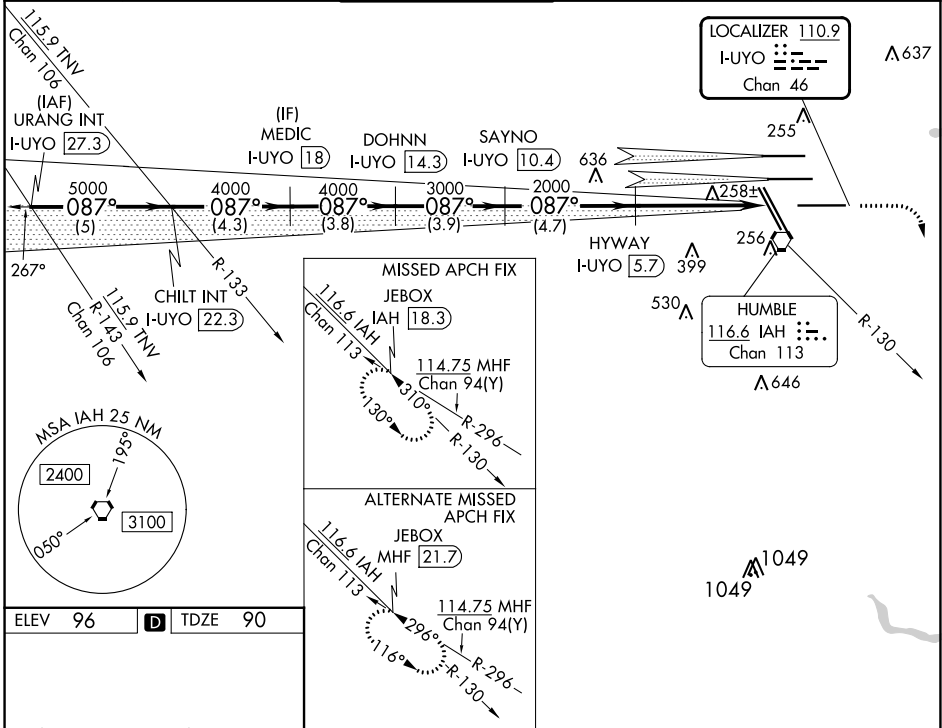 115.9 TNV
Chan 106
(IAF)
URANG INT
I-UYO 27.3
(IF)
MEDIC
I-UYO 18
DOHNN
I-UYO 14.3
SAYNO
I-UYO 10.4
LOCALIZER 110.9
I-UYO
Chan 46
637
255
636
258±
5000
087°
(5)
4000
087°
(4.3)
4000
087°
(3.8)
3000
087°
(3.9)
2000
087°
(4.7)
267°
CHILT INT
I-UYO 22.3
R-133
115.9 TNV
Chan 106
R-143
HYWAY
I-UYO 5.7
399
256
530
HUMBLE
116.6 IAH
Chan 113
R-130
646
MISSED APCH FIX
JEBOX
IAH 18.3
116.6 IAH
Chan 113
114.75 MHF
Chan 94(Y)
310°
130°
R-296
R-130
MSA IAH 25 NM
195°
2400
3100
050°
ALTERNATE MISSED
APCH FIX
JEBOX
MHF 21.7
116.6 IAH
Chan 113
114.75 MHF
Chan 94(Y)
296°
116°
R-296
R-130
1049
1049
ELEV 96 D TDZE 90